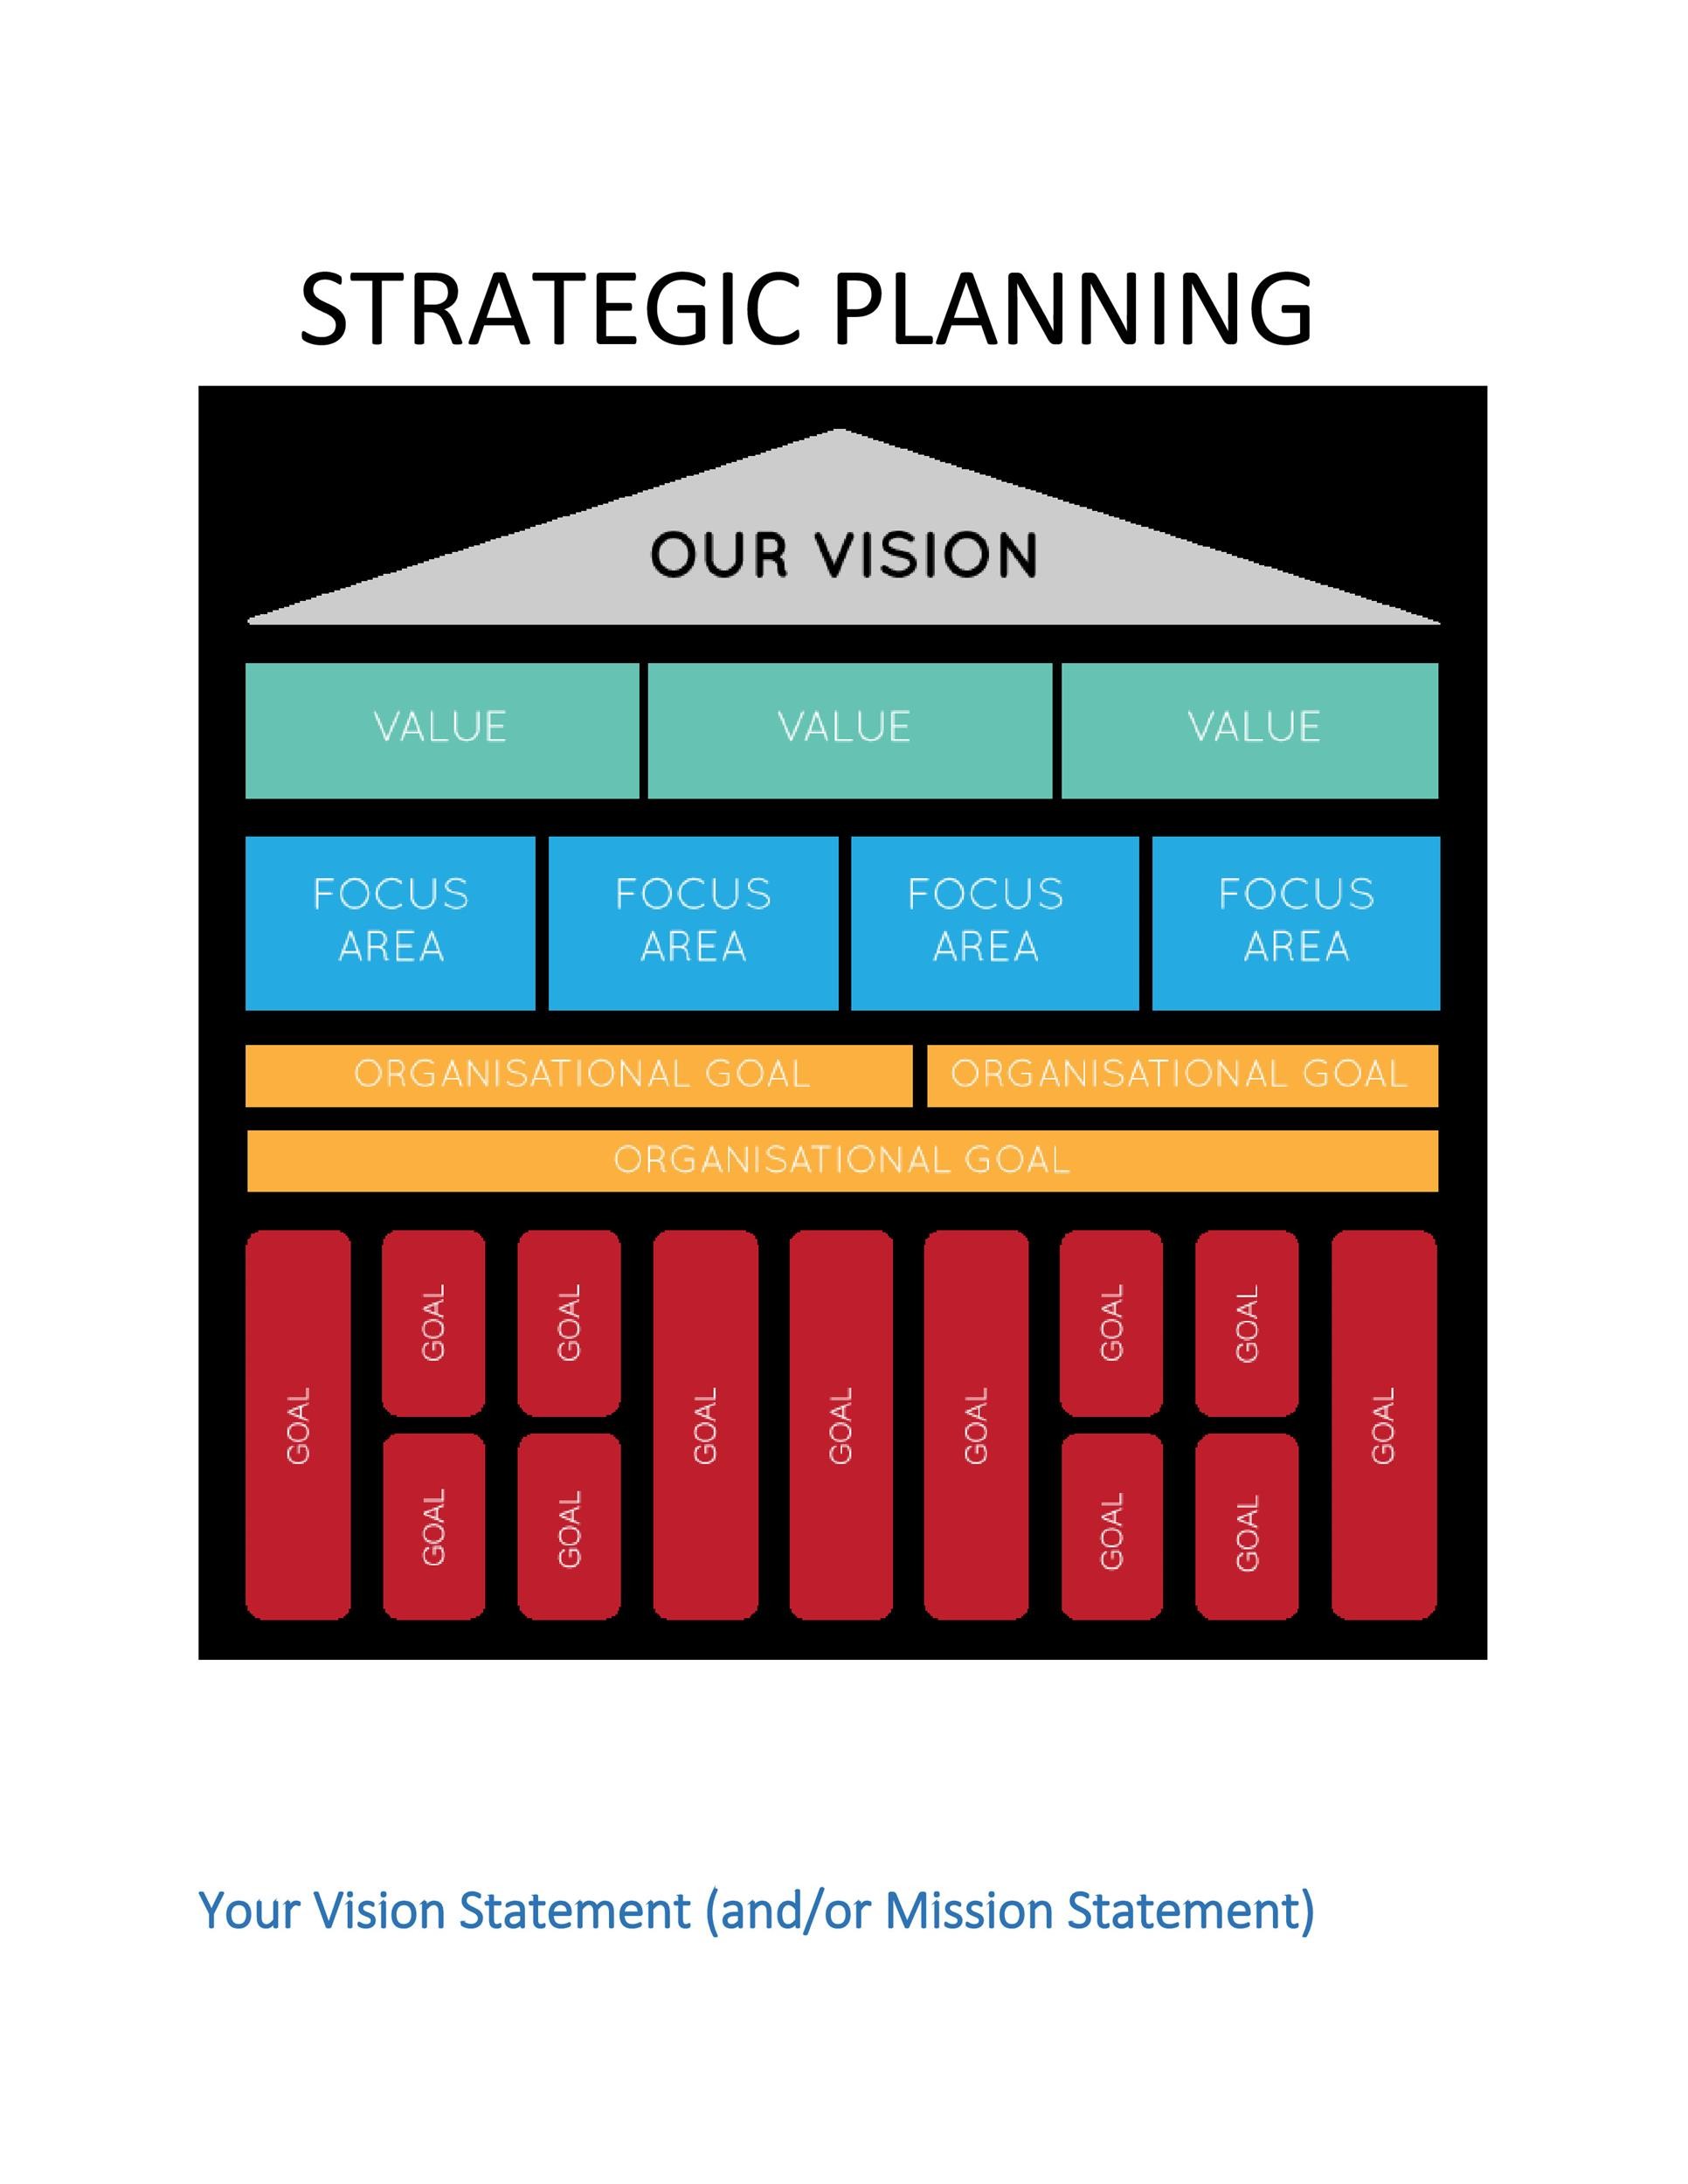 STRATEGIC PLANNING
OUR VISION
VALUE VALUE VALUE
FOCUS AREA FOCUS AREA FOCUS AREA FOCUS AREA
ORGANISATIONAL GOAL ORGANISATIONAL GOAL
ORGANISATIONAL GOAL
GOAL GOAL GOAL GOAL GOAL GOAL GOAL GOAL GOAL
GOAL GOAL GOAL GOAL
Your Vision Statement (and/or Mission Statement)